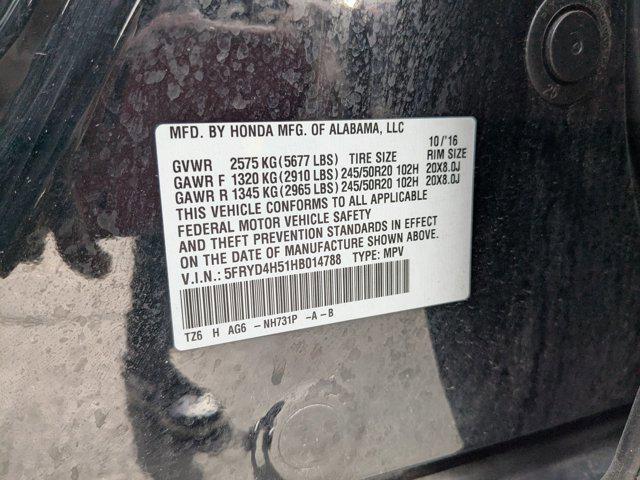 MFD. BY HONDA MFG. OF ALABAMA, LLC 10/'16
GVWR 2575 KG (5677 LBS) TIRE SIZE RIM SIZE
GAWR F 1320 KG (2910 LBS) 245/50R20 102H 20X8.0J
GAWR R 1345 KG (2965 LBS) 245/50R20 102H 20X8.0J
THIS VEHICLE CONFORMS TO ALL APPLICABLE
FEDERAL MOTOR VEHICLE SAFETY
AND THEFT PREVENTION STANDARDS IN EFFECT
ON THE DATE OF MANUFACTURE SHOWN ABOVE.
V.I.N.: 5FRYD4H51HB014788 TYPE: MPV
TZ6 H AG6 -NH731P -A-B